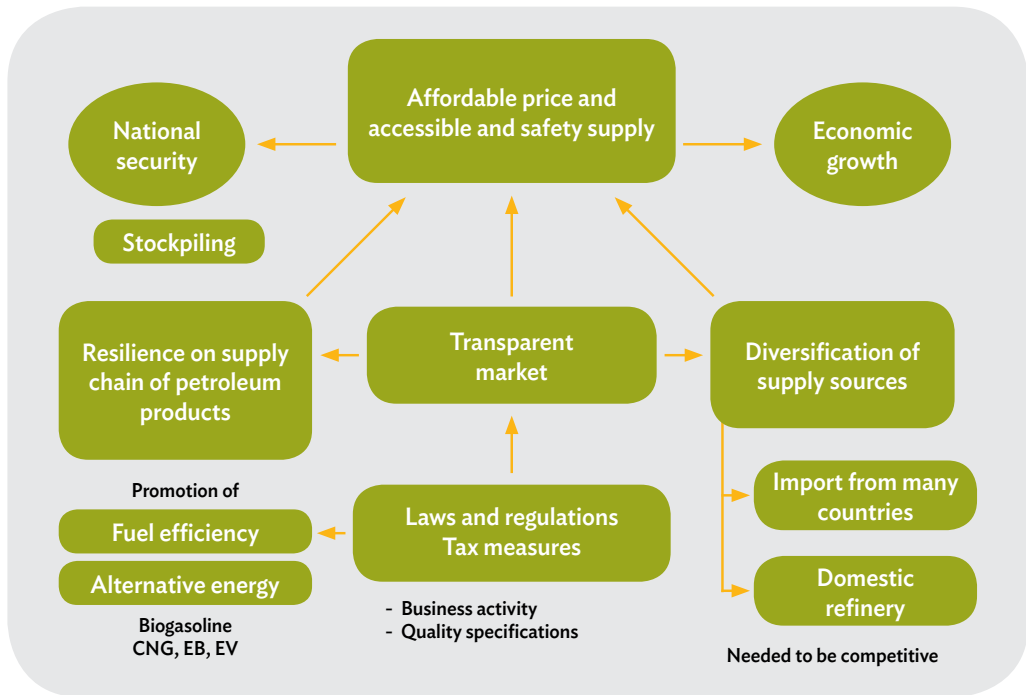 Affordable price and
accessible and safety supply
National
security
Economic
growth
Stockpiling
Resilience on supply
chain of petroleum
products
Transparent
market
Diversification of
supply sources
Promotion of
Fuel efficiency
Alternative energy
Biogasoline
CNG, EB, EV
Laws and regulations
Tax measures
- Business activity
- Quality specifications
Import from many
countries
Domestic
refinery
Needed to be competitive